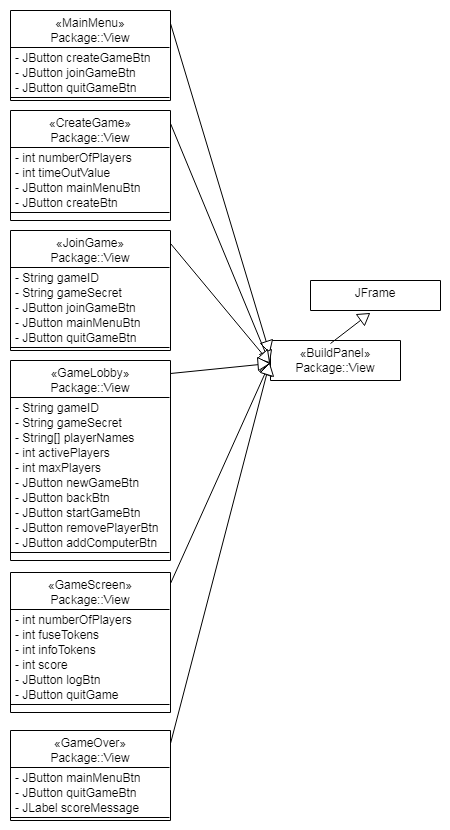 «MainMenu»
Package::View
- JButton createGameBtn
- JButton joinGameBtn
- JButton quitGameBtn
«CreateGame»
Package::View
- int numberOfPlayers
- int timeOutValue
- JButton mainMenuBtn
- JButton createBtn
«JoinGame»
Package::View
- String gameID
- String gameSecret
- JButton joinGameBtn
- JButton mainMenuBtn
- JButton quitGameBtn
JFrame
«BuildPanel»
Package::View
«GameLobby»
Package::View
- String gameID
- String gameSecret
- String[] playerNames
- int activePlayers
- int maxPlayers
- JButton newGameBtn
- JButton backBtn
- JButton startGameBtn
- JButton removePlayerBtn
- JButton addComputerBtn
«GameScreen»
Package::View
- int numberOfPlayers
- int fuseTokens
- int infoTokens
- int score
- JButton logBtn
- JButton quitGame
«GameOver»
Package::View
- JButton mainMenuBtn
- JButton quitGameBtn
- JLabel scoreMessage